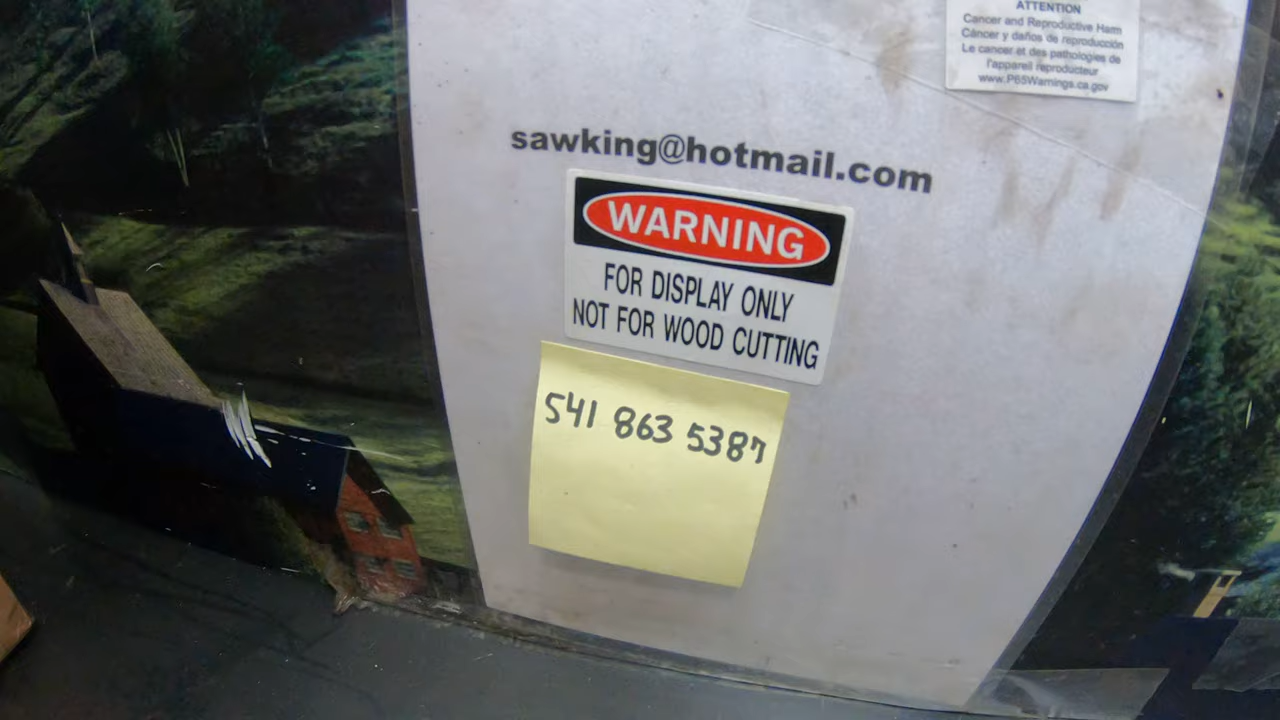 ATTENTION
Cancer and Reproductive Harm
Cáncer y daños de reproducción
Le cancer et des pathologies de
l'appareil reproducteur
www.P65Warnings.ca.gov
sawking@hotmail.com
WARNING
FOR DISPLAY ONLY
NOT FOR WOOD CUTTING
541 863 5387